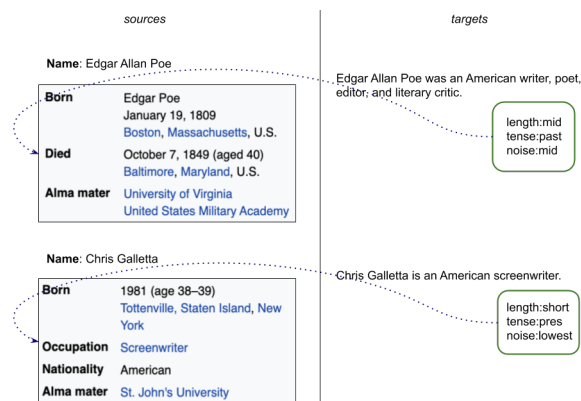 sources
targets
Name: Edgar Allan Poe
Edgar Allan Poe was an American writer, poet,
editor, and literary critic.
Born Edgar Poe
January 19, 1809
Boston, Massachusetts, U.S.
Died October 7, 1849 (aged 40)
Baltimore, Maryland, U.S.
Alma mater University of Virginia
United States Military Academy
length:mid
tense:past
noise:mid
Name: Chris Galletta
Chris Galletta is an American screenwriter.
Born 1981 (age 38–39)
Tottenville, Staten Island, New
York
Occupation Screenwriter
Nationality American
Alma mater St. John's University
length:short
tense:pres
noise:lowest